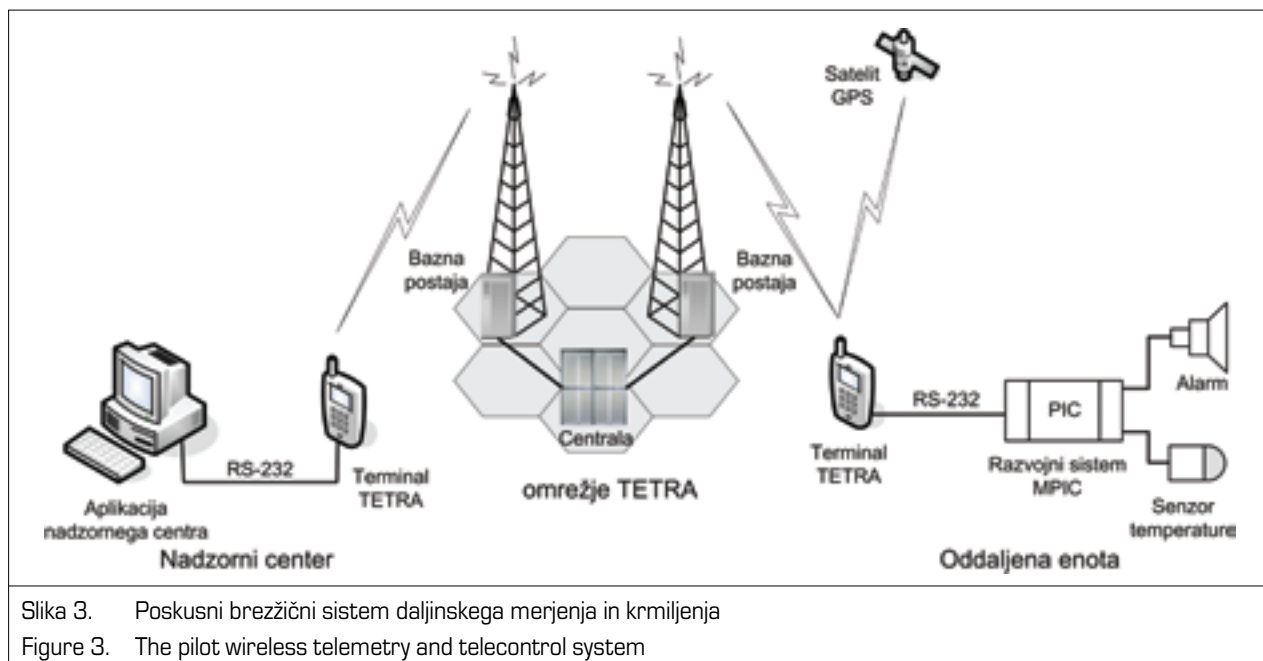 Satelit
GPS
Bazna
postaja
Bazna
postaja
RS-232
PIC
Alarm
Centrala
RS-232
Terminal
TETRA
omrežje TETRA
Terminal
TETRA
Razvojni sistem
MPIC
Senzor
temperature
Aplikacija
nadzornega centra
Nadzorni center
Oddaljena enota
Slika 3. Poskusni brezžični sistem daljinskega merjenja in krmiljenja
Figure 3. The pilot wireless telemetry and telecontrol system